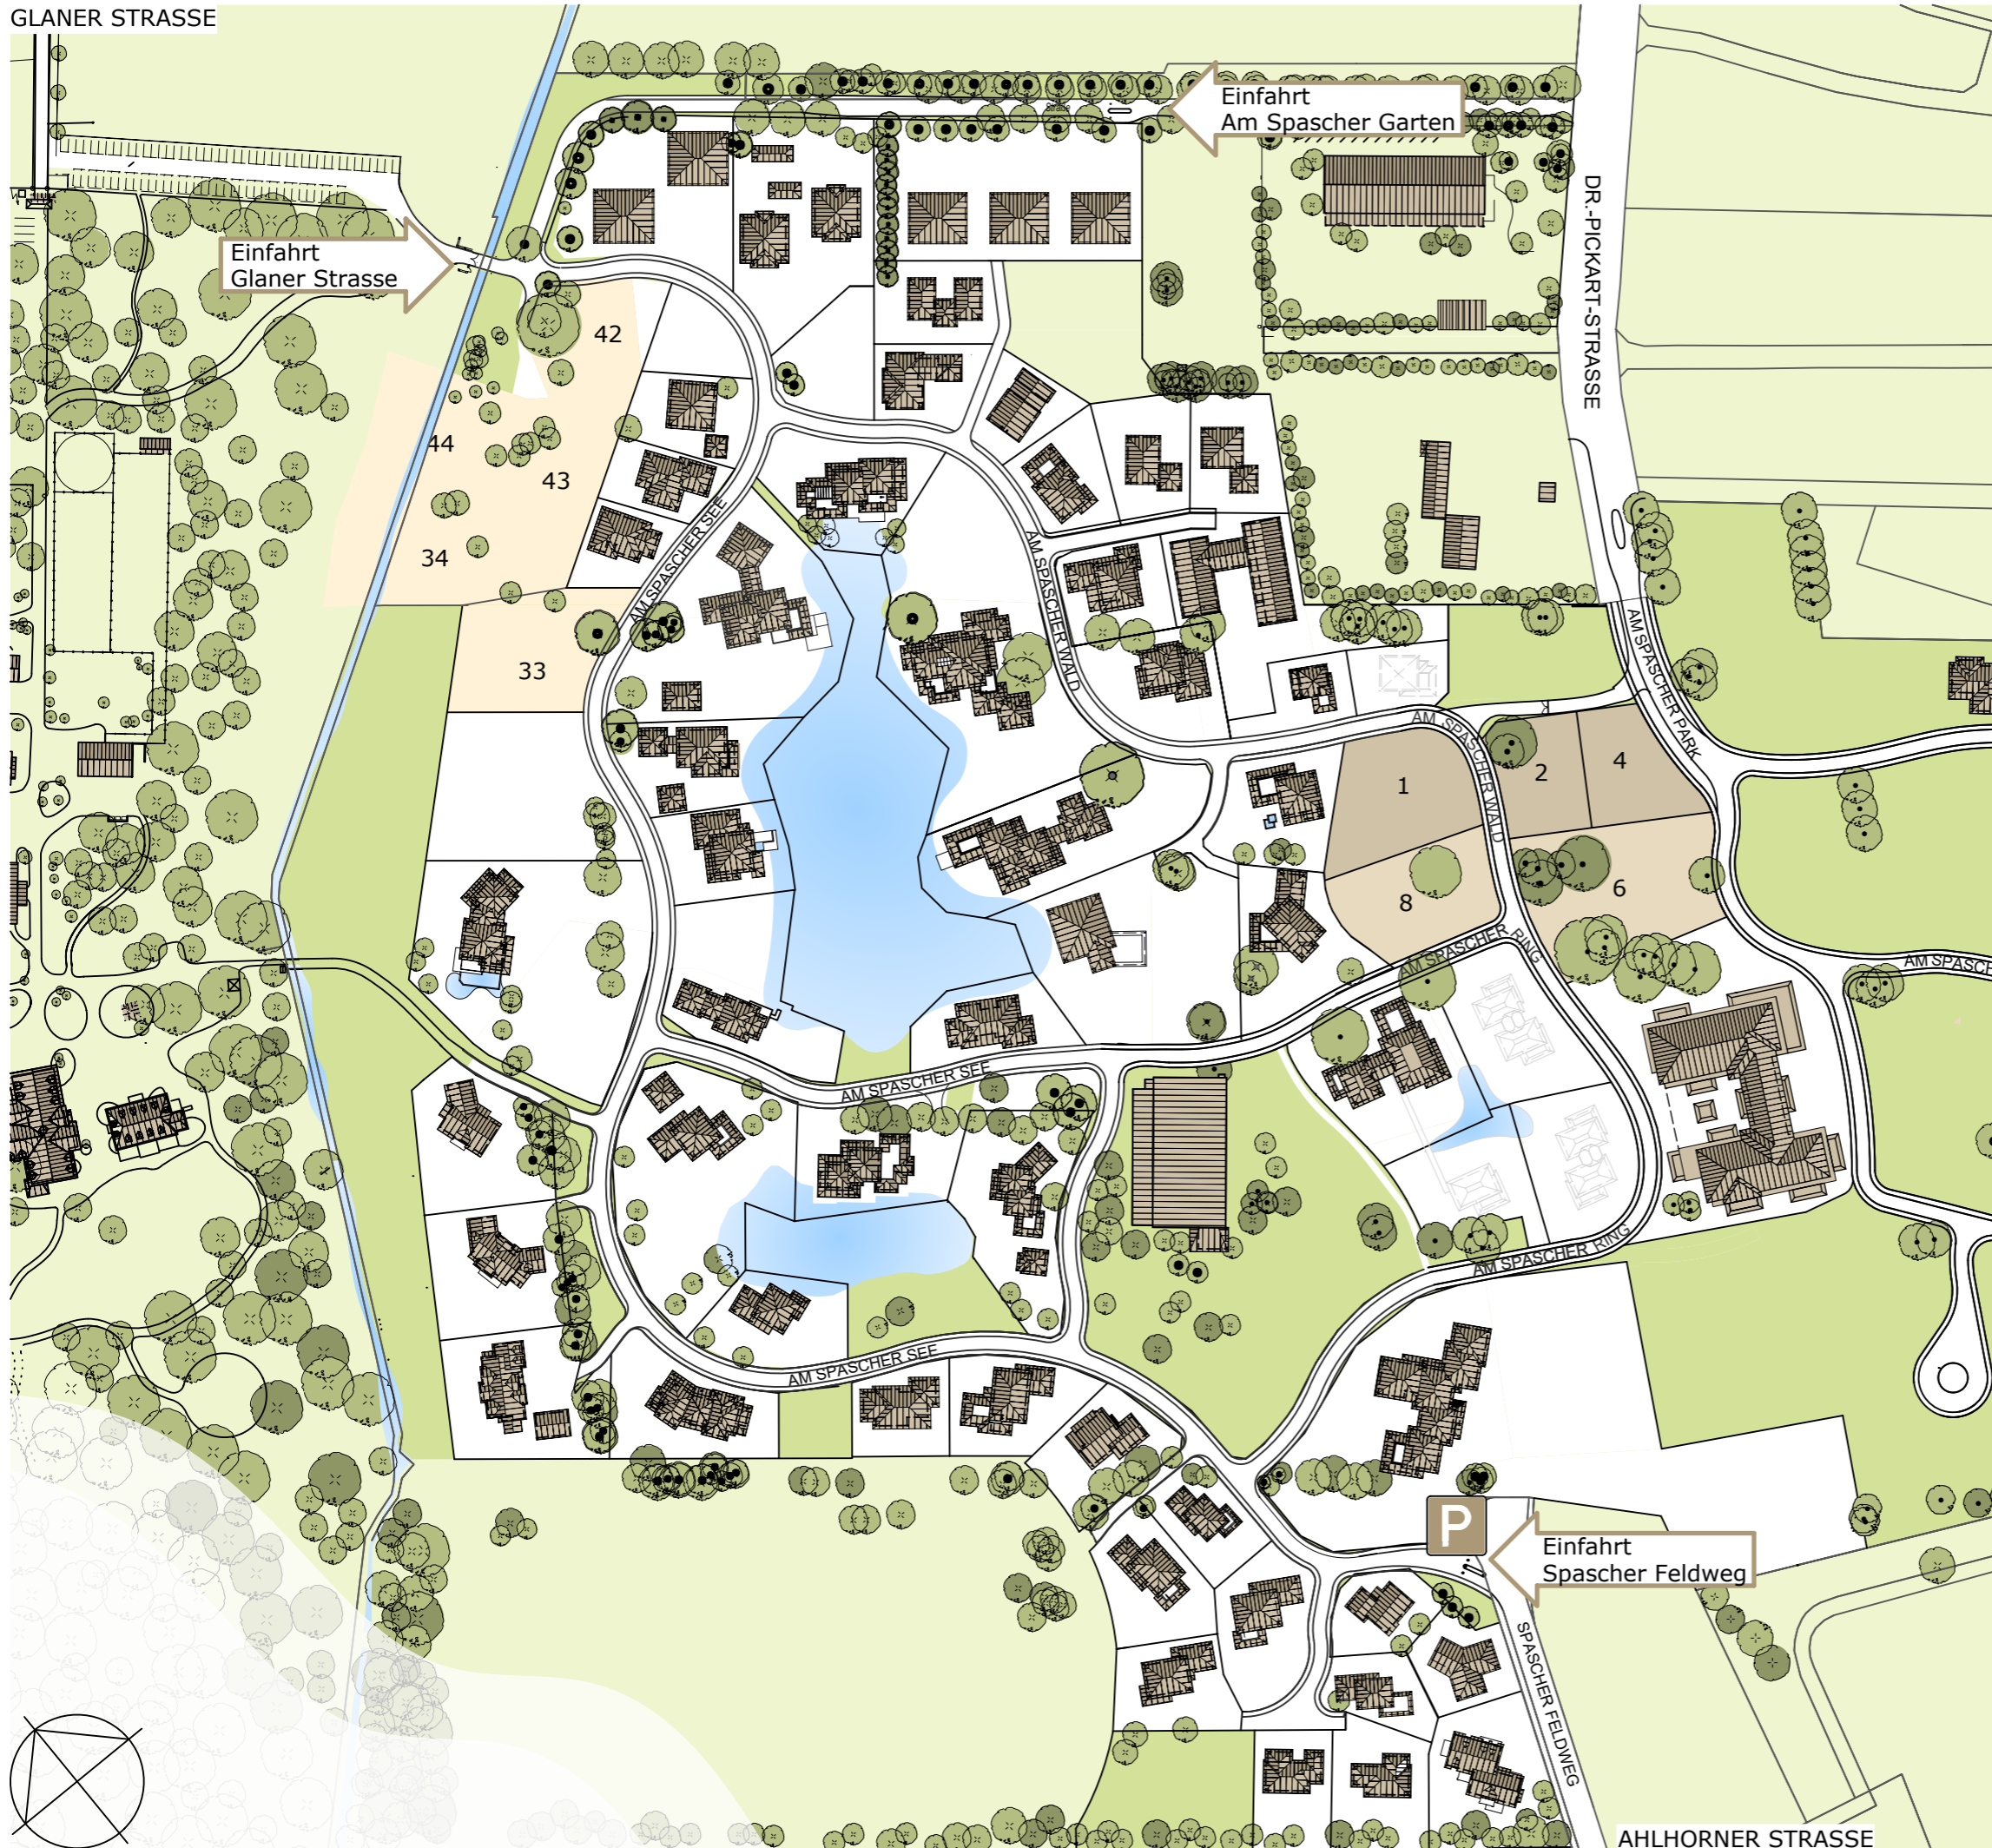 GLANER STRASSE
Einfahrt
Am Spascher Garten
Einfahrt
Glaner Strasse
DR.-PICKART-STRASSE
42
44
43
34
33
AM SPASCHER SEE
AM SPASCHER WALD
AM SPASCHER PARK
AM SPASCHER WALD
1
2
4
8
6
AM SPASCHER RING
AM SPASCH
AM SPASCHER SEE
AM SPASCHER RING
AM SPASCHER SEE
P
Einfahrt
Spascher Feldweg
SPASCHER FELDWEG
AHLHORNER STRASSE